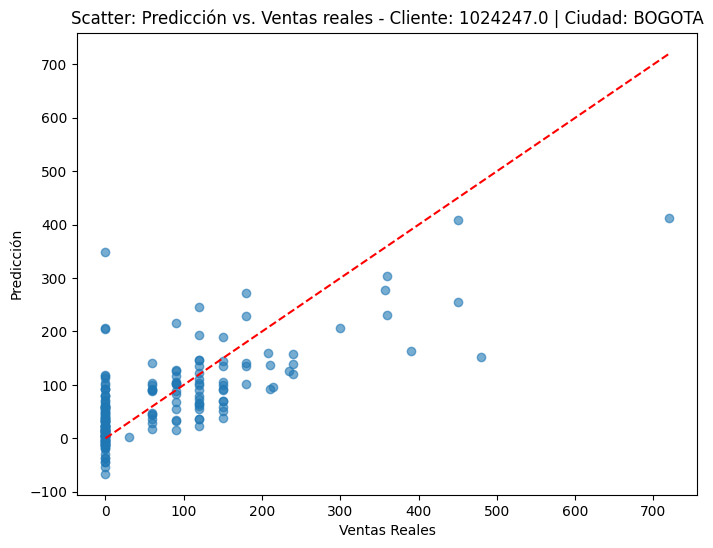 Scatter: Predicción vs. Ventas reales - Cliente: 1024247.0 | Ciudad: BOGOTA
700
600
500
400
300
200
100
0
−100
Predicción
0 100 200 300 400 500 600 700
Ventas Reales